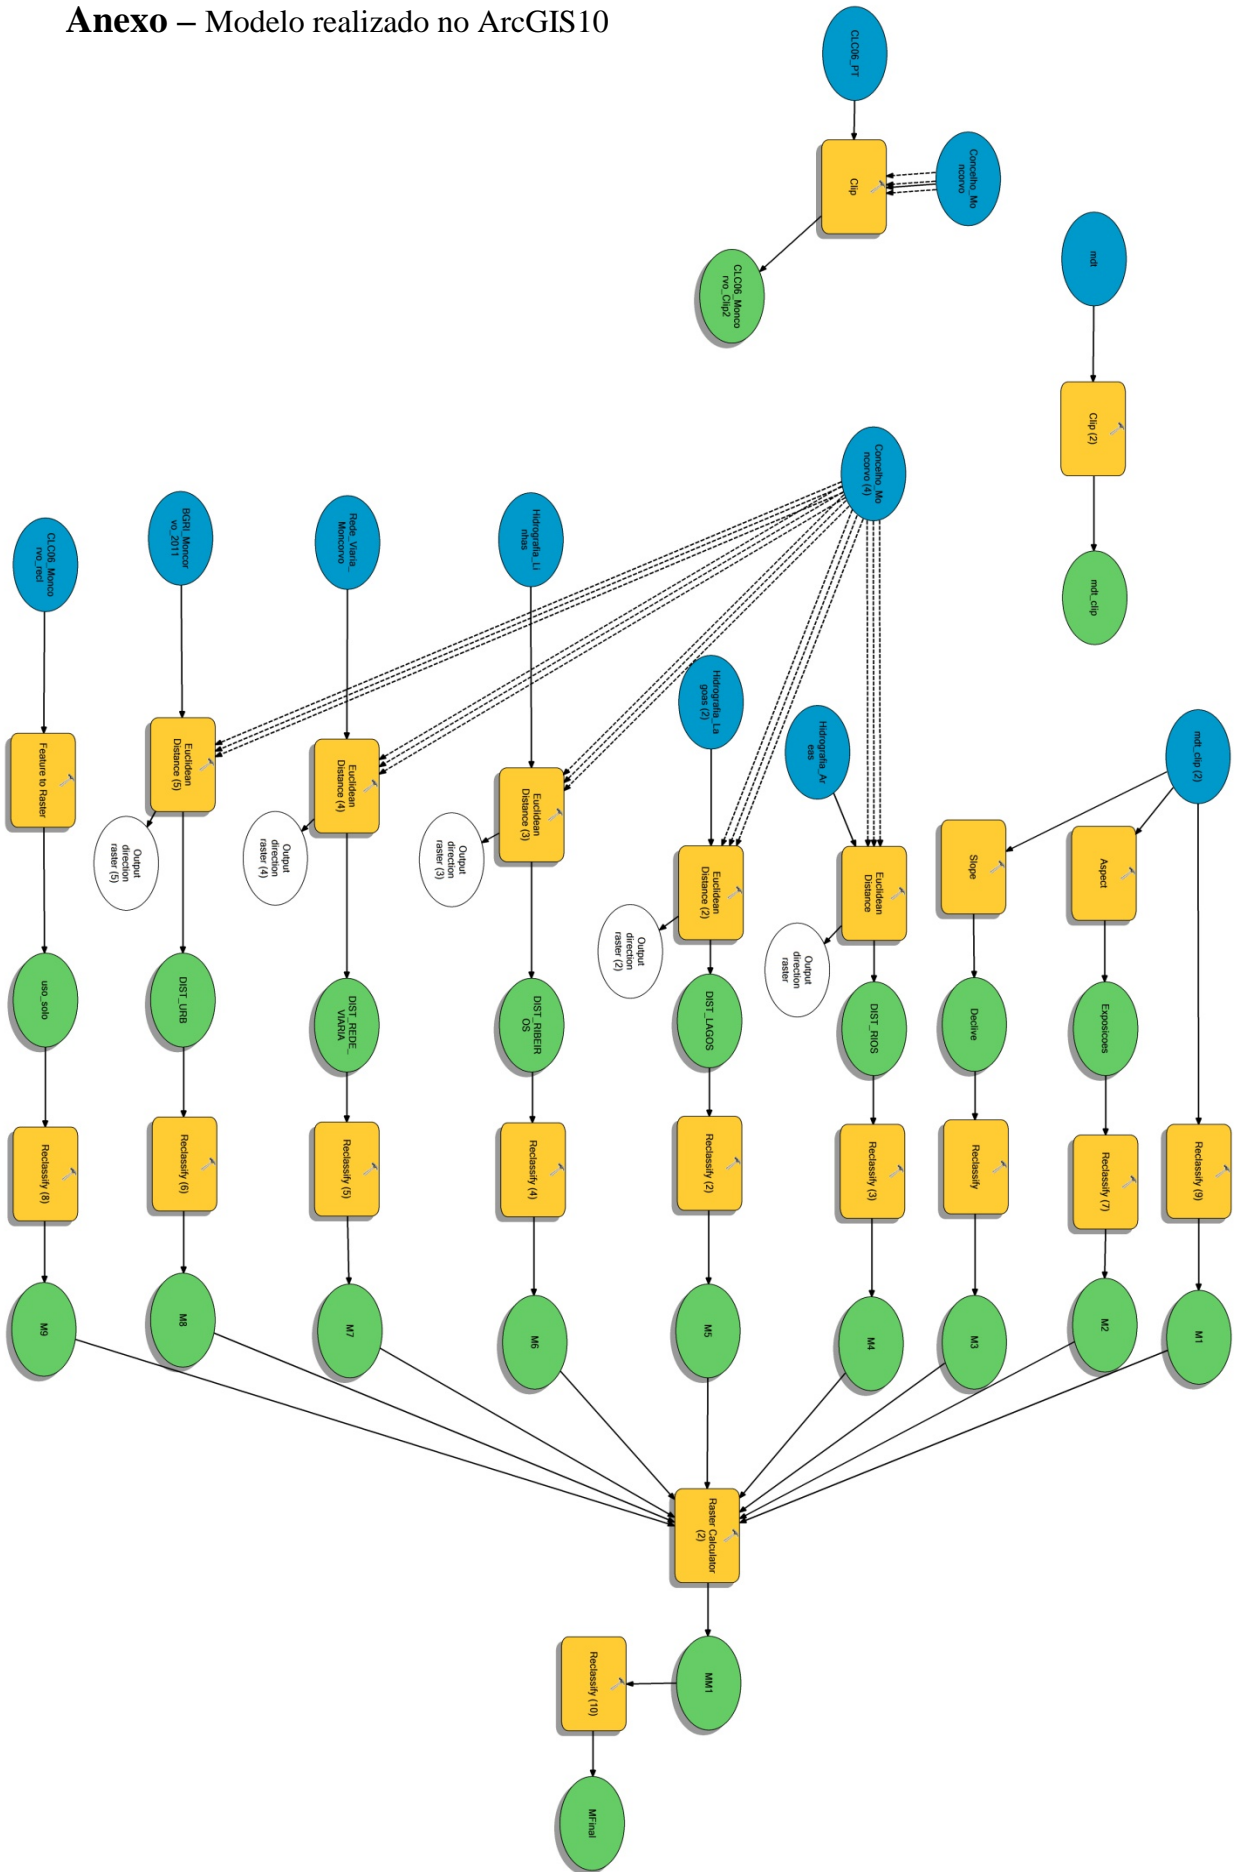 Anexo – Modelo realizado no ArcGIS10
CLC06_PT
Clip
Concelho_Mo
ncorvo
CLC06_Monco
rvo_Clip2
mdt
Clip (2)
mdt_clip
Concelho_Mo
ncorvo (4)
mdt_clip (2)
Reclassify (9)
M1
Aspect
Exposicoes
Reclassify (7)
M2
Slope
Declive
Reclassify
M3
Hidrografia_Ar
eas
Euclidean
Distance
Output
direction
raster
DIST_RIOS
Reclassify (3)
M4
Hidrografia_La
goas (2)
Euclidean
Distance (2)
Output
direction
raster (2)
DIST_LAGOS
Reclassify (2)
M5
Hidrografia_Li
nhas
Euclidean
Distance (3)
Output
direction
raster (3)
DIST_RIBEIR
OS
Reclassify (4)
M6
Rede_Viaria_
Moncorvo
Euclidean
Distance (4)
Output
direction
raster (4)
DIST_REDE_
VIARIA
Reclassify (5)
M7
BGRI_Moncor
vo_2011
Euclidean
Distance (5)
Output
direction
raster (5)
DIST_URB
Reclassify (6)
M8
CLC06_Monco
rvo_recl
Feature to Raster
uso_solo
Reclassify (8)
M9
Raster Calculator
(2)
MM1
Reclassify (10)
MFinal